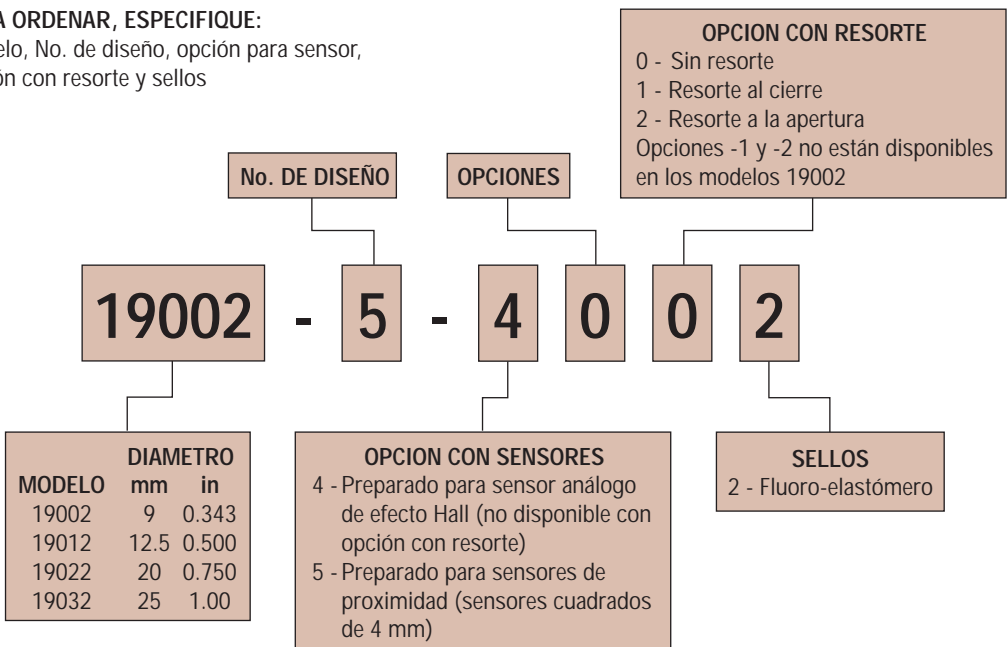 A ORDENAR, ESPECIFIQUE:
elo, No. de diseño, opción para sensor,
ón con resorte y sellos
OPCION CON RESORTE
0 - Sin resorte
1 - Resorte al cierre
2 - Resorte a la apertura
Opciones -1 y -2 no están disponibles
en los modelos 19002
No. DE DISEÑO
OPCIONES
19002 - 5 - 4 0 0 2
DIAMETRO
MODELO mm in
19002 9 0.343
19012 12.5 0.500
19022 20 0.750
19032 25 1.00
OPCION CON SENSORES
4 - Preparado para sensor análogo
de efecto Hall (no disponible con
opción con resorte)
5 - Preparado para sensores de
proximidad (sensores cuadrados
de 4 mm)
SELLOS
2 - Fluoro-elastómero